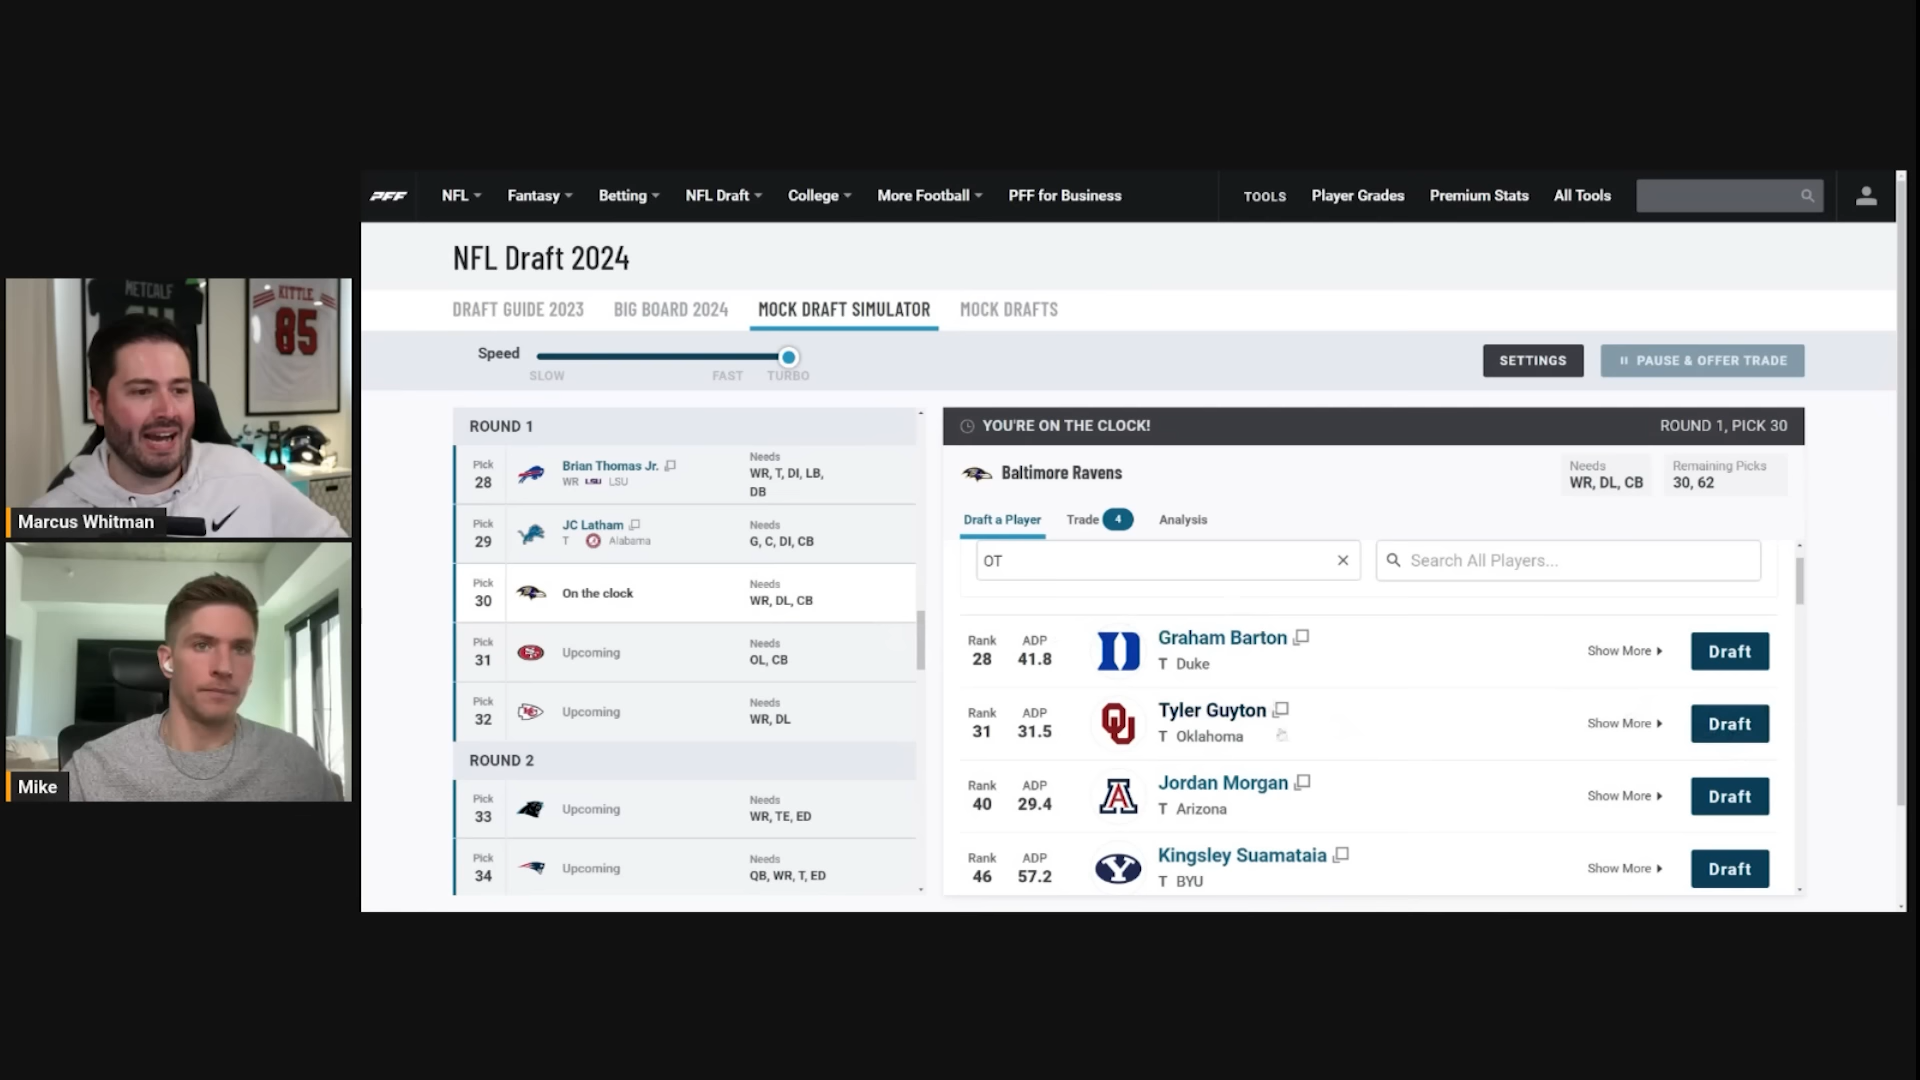 PFF
NFL
Fantasy
Betting
NFL Draft
College
More Football
PFF for Business
TOOLS
Player Grades
Premium Stats
All Tools
NFL Draft 2024
DRAFT GUIDE 2023
BIG BOARD 2024
MOCK DRAFT SIMULATOR
MOCK DRAFTS
Speed
SLOW
FAST
TURBO
SETTINGS
PAUSE & OFFER TRADE
METCALF
KITTLE
85
Marcus Whitman
Mike
ROUND 1
Pick 28
Brian Thomas Jr.
WR LSU LSU
Needs
WR, T, DI, LB,
DB
Pick 29
JC Latham
T Alabama
Needs
G, C, DI, CB
Pick 30
On the clock
Needs
WR, DL, CB
Pick 31
Upcoming
Needs
OL, CB
Pick 32
Upcoming
Needs
WR, DL
ROUND 2
Pick 33
Upcoming
Needs
WR, TE, ED
Pick 34
Upcoming
Needs
QB, WR, T, ED
YOU'RE ON THE CLOCK!
ROUND 1, PICK 30
Baltimore Ravens
Needs
WR, DL, CB
Remaining Picks
30, 62
Draft a Player
Trade 4
Analysis
OT
Search All Players...
Rank 28
ADP 41.8
Graham Barton
T Duke
Show More
Draft
Rank 31
ADP 31.5
Tyler Guyton
T Oklahoma
Show More
Draft
Rank 40
ADP 29.4
Jordan Morgan
T Arizona
Show More
Draft
Rank 46
ADP 57.2
Kingsley Suamataia
T BYU
Show More
Draft